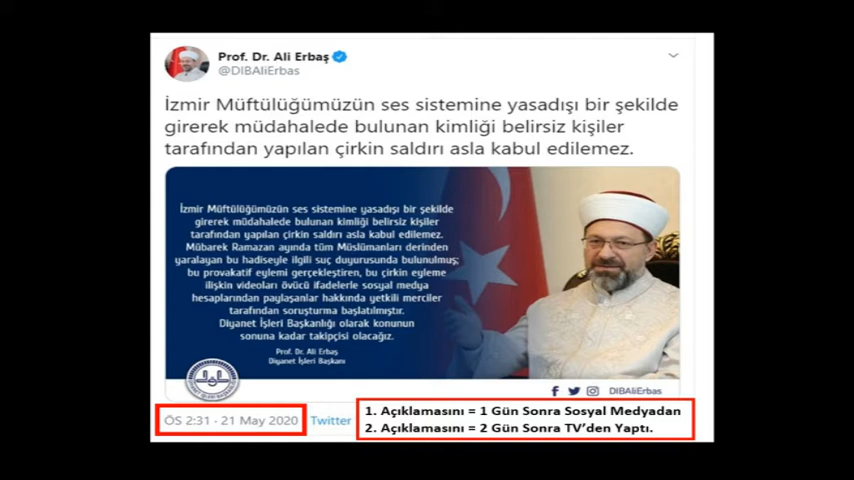 Prof. Dr. Ali Erbaş
@DIBAliErbas
İzmir Müftülüğümüzün ses sistemine yasadışı bir şekilde
girerek müdahalede bulunan kimliği belirsiz kişiler
tarafından yapılan çirkin saldırı asla kabul edilemez.
İzmir Müftülüğümüzün ses sistemine yasadışı bir şekilde
girerek müdahalede bulunan kimliği belirsiz kişiler
tarafından yapılan çirkin saldırı asla kabul edilemez.
Mübarek Ramazan ayında tüm Müslümanları derinden
yaralayan bu hadiseyle ilgili suç duyurusunda bulunulmuş;
bu provakatif eylemi gerçekleştiren, bu çirkin eyleme
ilişkin videoları övücü ifadelerle sosyal medya
hesaplarından paylaşanlar hakkında yetkili merciler
tarafından soruşturma başlatılmıştır.
Diyanet İşleri Başkanlığı olarak konunun
sonuna kadar takipçisi olacağız.
Prof. Dr. Ali Erbaş
Diyanet İşleri Başkanı
DIBAliErbas
ÖS 2:31 · 21 May 2020 Twitter
1. Açıklamasını = 1 Gün Sonra Sosyal Medyadan
2. Açıklamasını = 2 Gün Sonra TV'den Yaptı.